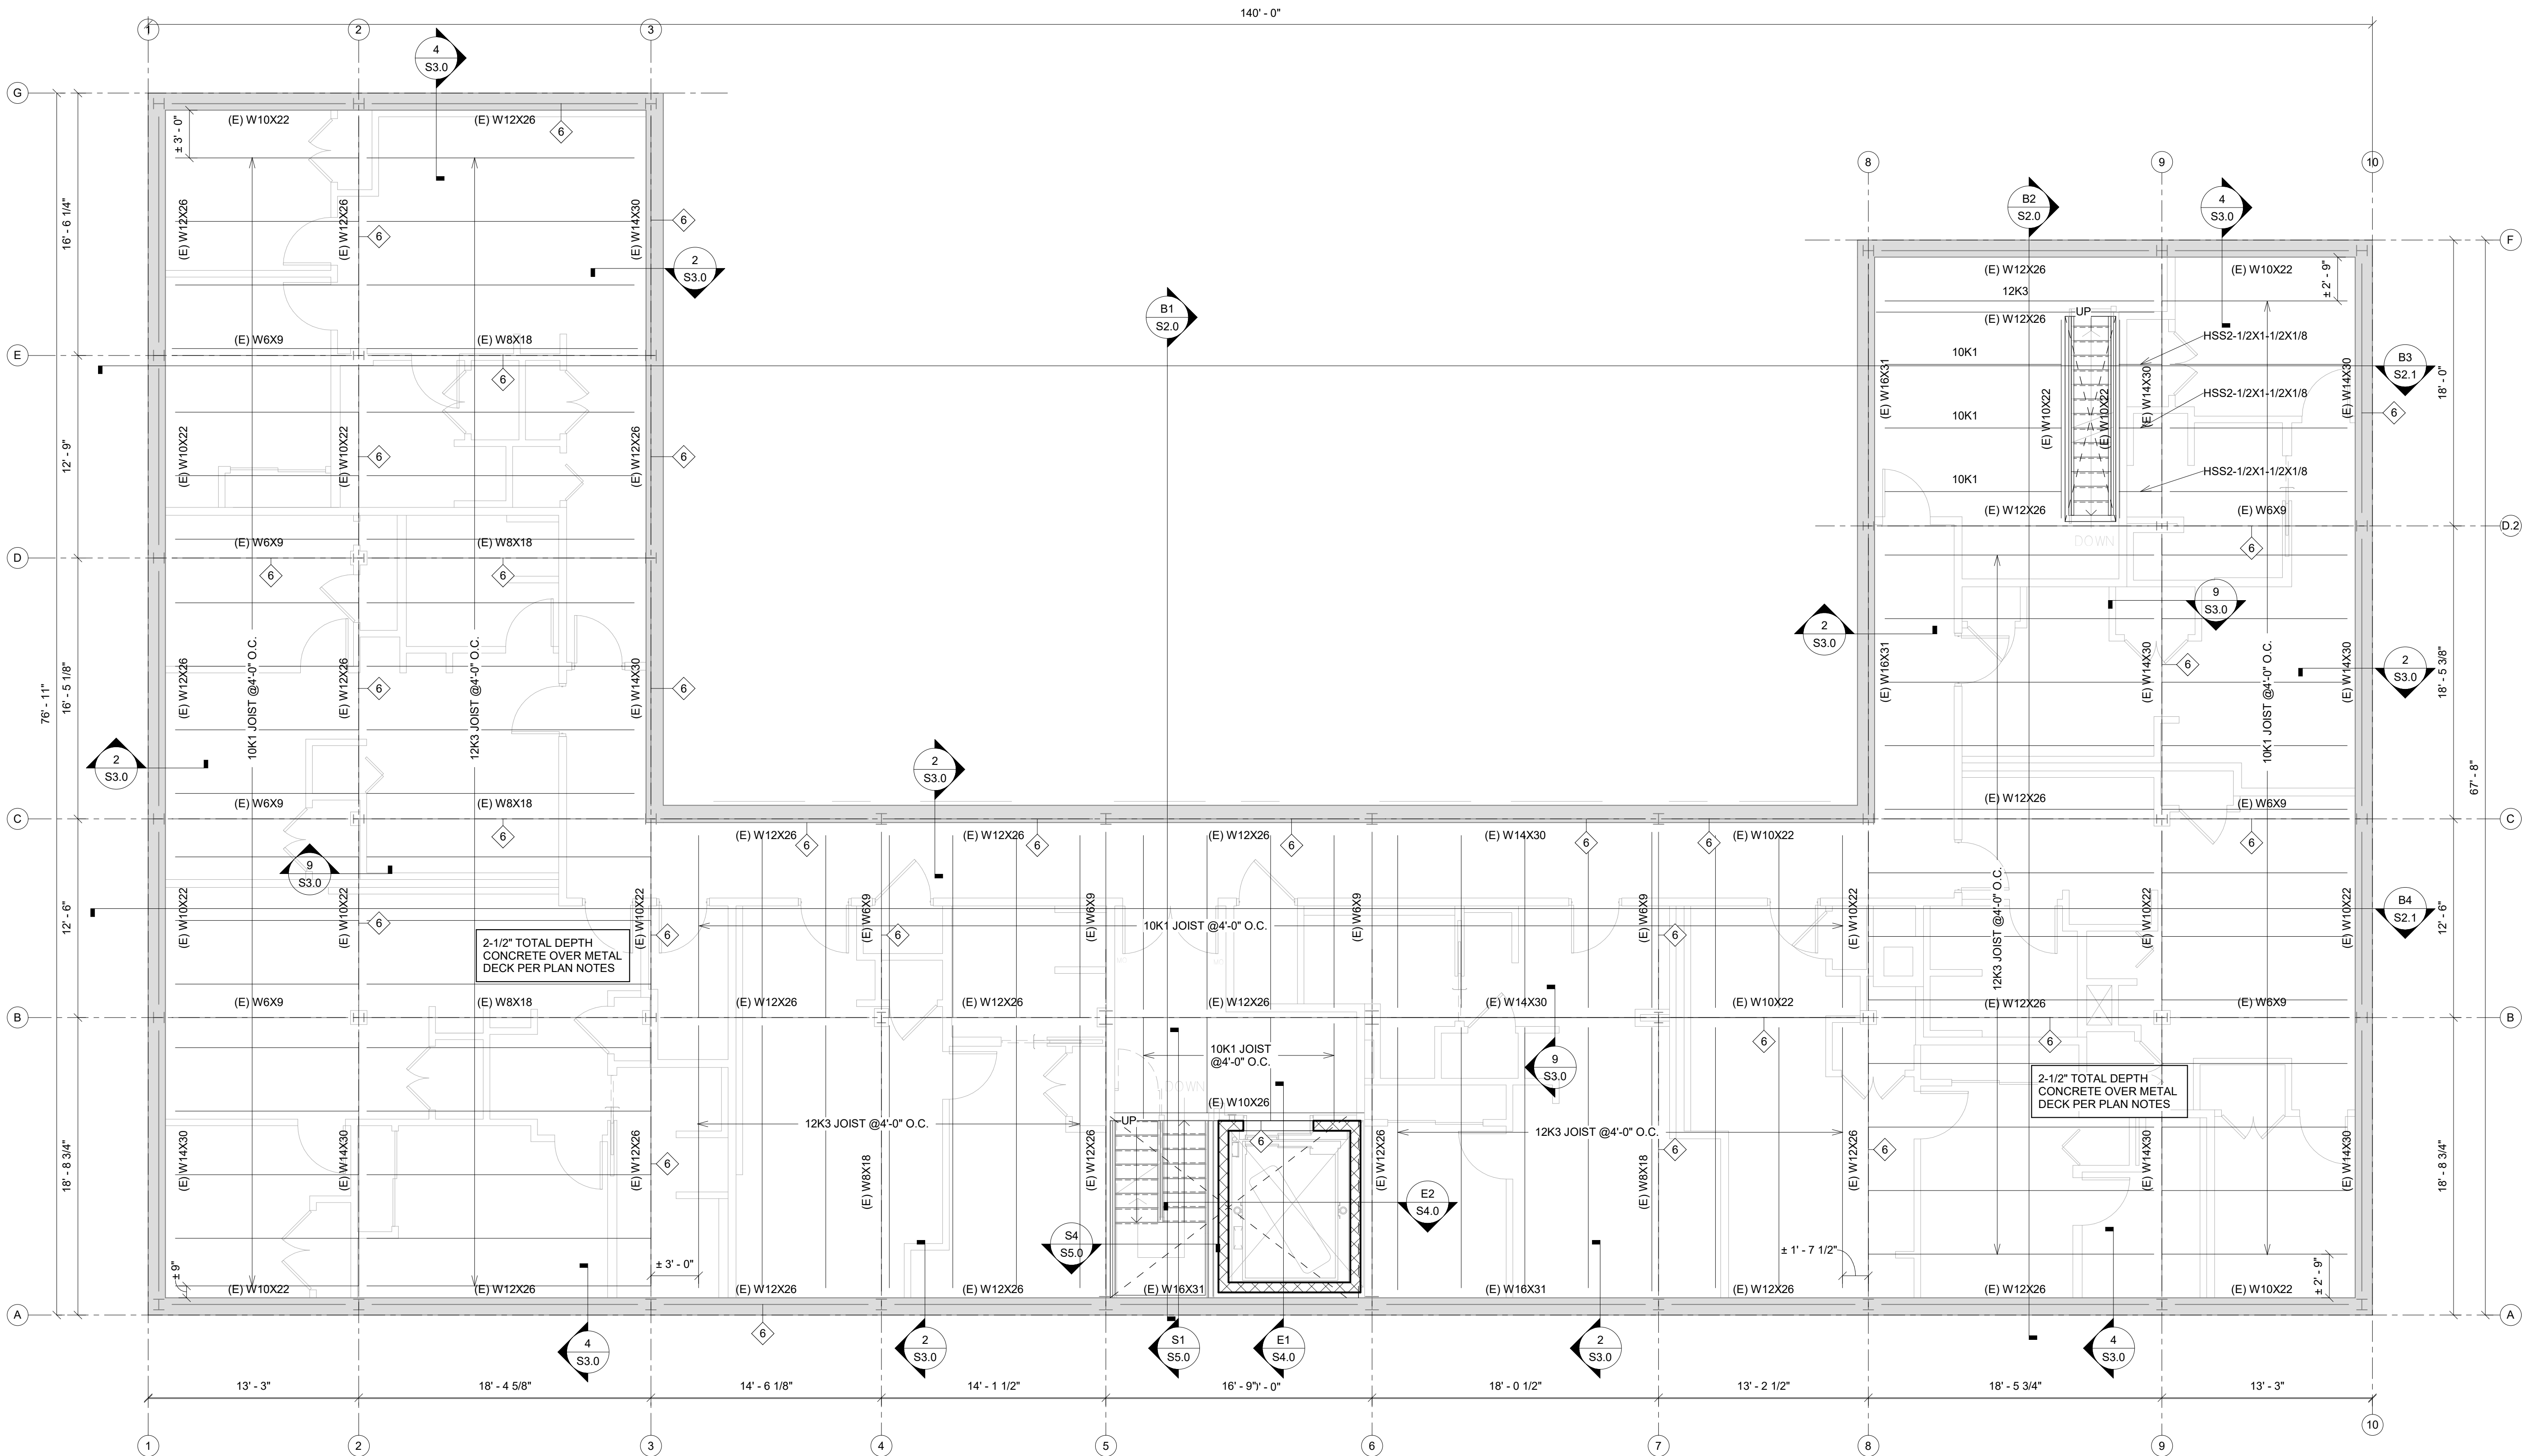 140' - 0"
1
2
3
4
S3.0
G
(E) W10X22
(E) W12X26
6
± 3' - 0"
8
9
10
16' - 6 1/4"
(E) W12X26
(E) W12X26
(E) W14X30
6
6
2
S3.0
B2
S2.0
4
S3.0
F
(E) W12X26
(E) W10X22
± 2' - 9"
12K3
B1
S2.0
UP
(E) W12X26
E
(E) W6X9
(E) W8X18
6
HSS2-1/2X1-1/2X1/8
10K1
B3
S2.1
(E) W16X31
(E) W10X22
(E) W10X22
(E) W14X30
(E) W14X30
18' - 0"
HSS2-1/2X1-1/2X1/8
10K1
6
12' - 9"
(E) W10X22
(E) W10X22
(E) W12X26
6
6
HSS2-1/2X1-1/2X1/8
10K1
(E) W12X26
(E) W6X9
D.2
6
DOWN
D
(E) W6X9
(E) W8X18
6
6
9
S3.0
2
S3.0
76' - 11"
16' - 5 1/8"
(E) W12X26
10K1 JOIST @4'-0" O.C.
(E) W12X26
6
12K3 JOIST @4'-0" O.C.
(E) W14X30
6
(E) W16X31
(E) W14X30
6
10K1 JOIST @4'-0" O.C.
(E) W14X30
2
S3.0
18' - 5 3/8"
67' - 8"
2
S3.0
2
S3.0
(E) W6X9
(E) W8X18
(E) W12X26
(E) W6X9
C
6
(E) W12X26
6
(E) W12X26
6
(E) W12X26
6
(E) W14X30
6
6
(E) W10X22
6
C
9
S3.0
12' - 6"
(E) W10X22
(E) W10X22
6
(E) W10X22
6
(E) W6X9
6
(E) W6X9
10K1 JOIST @4'-0" O.C.
(E) W6X9
(E) W6X9
6
(E) W10X22
12K3 JOIST @4'-0" O.C.
(E) W10X22
(E) W10X22
B4
S2.1
12' - 6"
2-1/2" TOTAL DEPTH
CONCRETE OVER METAL
DECK PER PLAN NOTES
(E) W6X9
(E) W8X18
(E) W12X26
(E) W12X26
(E) W12X26
(E) W14X30
(E) W10X22
(E) W12X26
(E) W6X9
B
B
6
6
10K1 JOIST
@4'-0" O.C.
9
S3.0
DOWN
2-1/2" TOTAL DEPTH
CONCRETE OVER METAL
DECK PER PLAN NOTES
(E) W10X26
UP
12K3 JOIST @4'-0" O.C.
6
12K3 JOIST @4'-0" O.C.
18' - 8 3/4"
(E) W14X30
(E) W14X30
(E) W12X26
6
(E) W8X18
(E) W12X26
(E) W12X26
(E) W8X18
6
(E) W12X26
6
(E) W14X30
(E) W14X30
18' - 8 3/4"
E2
S4.0
S4
S5.0
± 9"
± 3' - 0"
± 1' - 7 1/2"
± 2' - 9"
(E) W10X22
(E) W12X26
(E) W12X26
(E) W12X26
(E) W16X31
(E) W16X31
(E) W12X26
(E) W12X26
(E) W10X22
A
A
6
4
S3.0
2
S3.0
S1
S5.0
E1
S4.0
2
S3.0
4
S3.0
13' - 3"
18' - 4 5/8"
14' - 6 1/8"
14' - 1 1/2"
16' - 9"
18' - 0 1/2"
13' - 2 1/2"
18' - 5 3/4"
13' - 3"
1
2
3
4
5
6
7
8
9
10